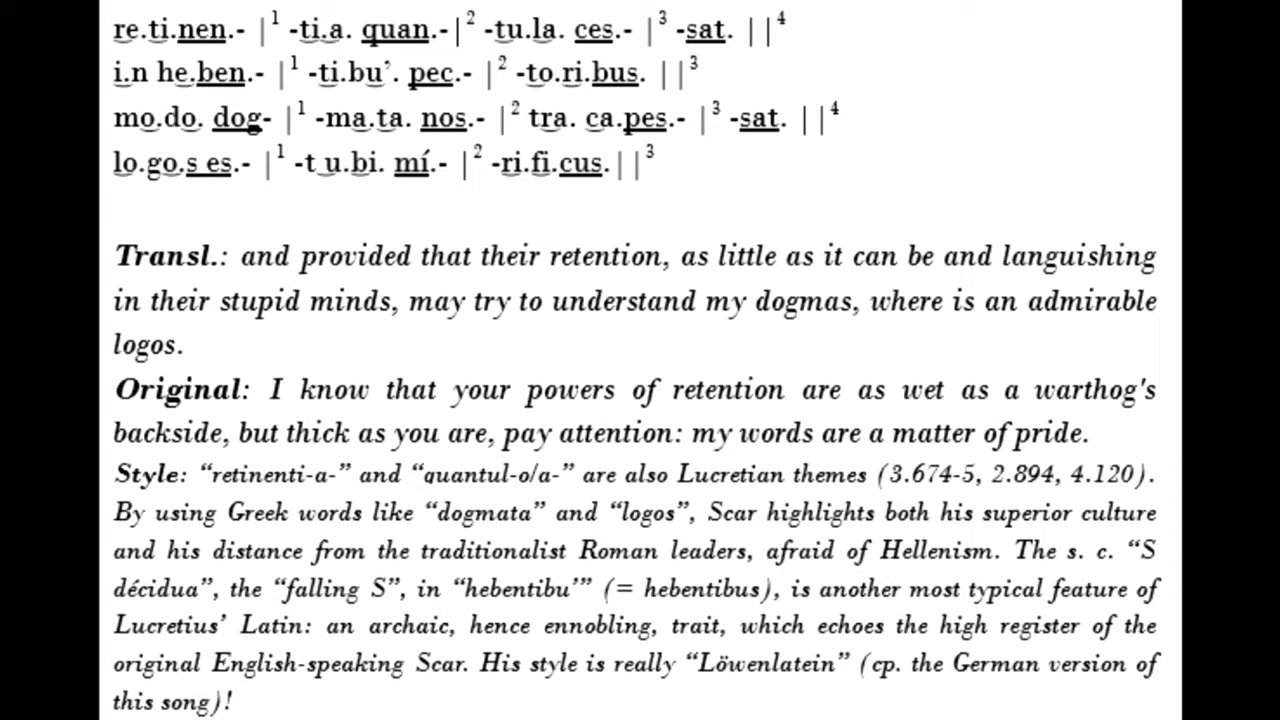 re.ti.nen.- |¹ -ti.a. quan.-|² -tu.la. ces.- |³ -sat. ||⁴
i.n he.ben.- |¹ -ti.bu’. pec.- |² -to.ri.bus. ||³
mo.do. dog- |¹ -ma.ta. nos.- |² tra. ca.pes.- |³ -sat. ||⁴
lo.go.s es.- |¹ -t u.bi. mí.- |² -ri.fi.cus.||³
Transl.: and provided that their retention, as little as it can be and languishing
in their stupid minds, may try to understand my dogmas, where is an admirable
logos.
Original: I know that your powers of retention are as wet as a warthog's
backside, but thick as you are, pay attention: my words are a matter of pride.
Style: “retinenti-a-” and “quantul-o/a-” are also Lucretian themes (3.674-5, 2.894, 4.120).
By using Greek words like “dogmata” and “logos”, Scar highlights both his superior culture
and his distance from the traditionalist Roman leaders, afraid of Hellenism. The s. c. “S
décidua”, the “falling S”, in “hebentibu’” (= hebentibus), is another most typical feature of
Lucretius’ Latin: an archaic, hence ennobling, trait, which echoes the high register of the
original English-speaking Scar. His style is really “Löwenlatein” (cp. the German version of
this song)!